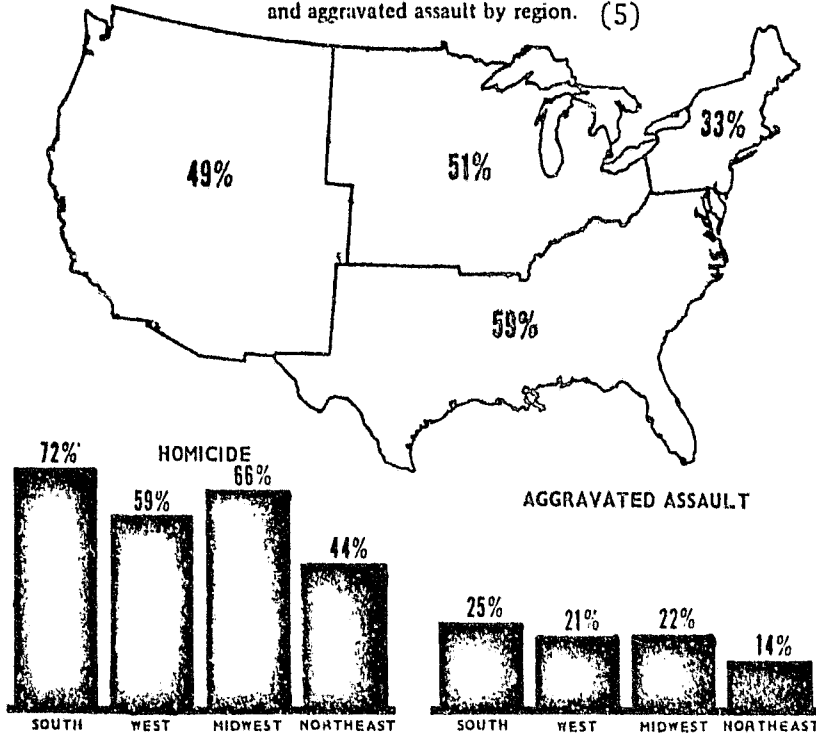 and aggravated assault by region. (5)
33%
49%
51%
59%
HOMICIDE
72%
59%
66%
44%
SOUTH WEST MIDWEST NORTHEAST
AGGRAVATED ASSAULT
25%
21%
22%
14%
SOUTH WEST MIDWEST NORTHEAST